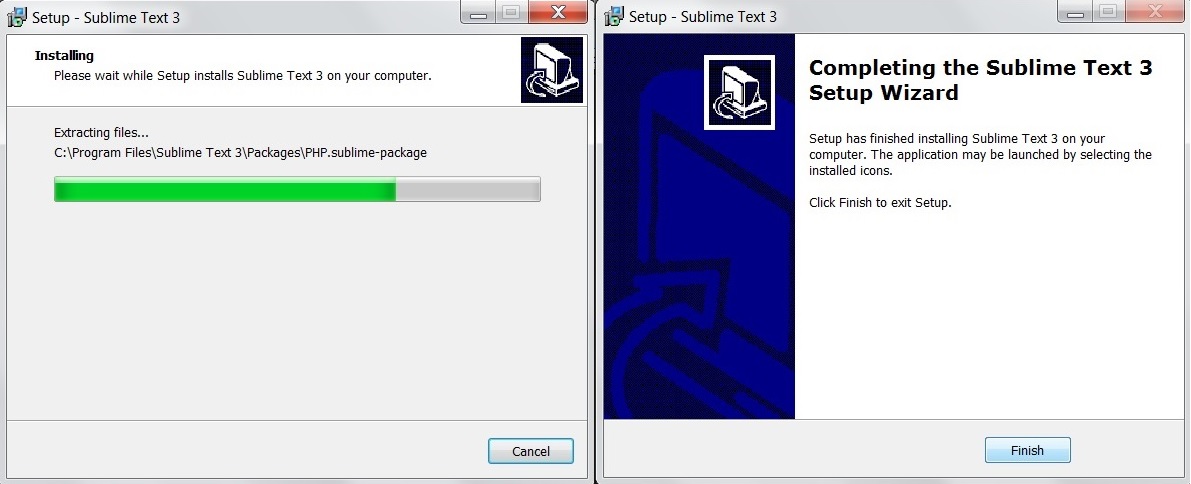 Setup - Sublime Text 3
Installing
Please wait while Setup installs Sublime Text 3 on your computer.
Extracting files...
C:\Program Files\Sublime Text 3\Packages\PHP.sublime-package
Cancel
Setup - Sublime Text 3
Completing the Sublime Text 3
Setup Wizard
Setup has finished installing Sublime Text 3 on your
computer. The application may be launched by selecting the
installed icons.
Click Finish to exit Setup.
Finish